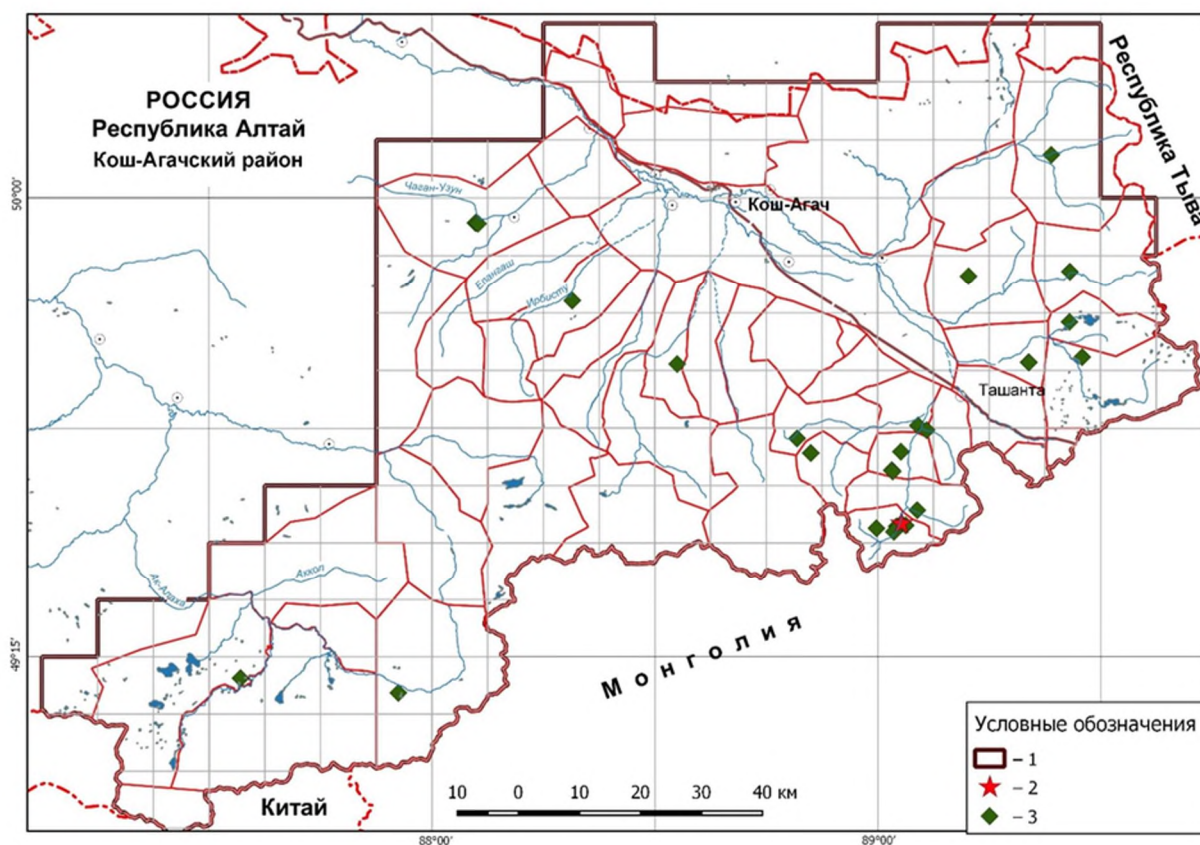 РОССИЯ
Республика Алтай
Кош-Агачский район
Республика Тыва
50°00'
Чаган-Узун
Кош-Агач
Елангаш
Ирбисту
Ташанта
Ак-Алаха
Аккол
49°15'
Монголия
Китай
10 0 10 20 30 40 км
Условные обозначения
– 1
– 2
– 3
88°00'
89°00'